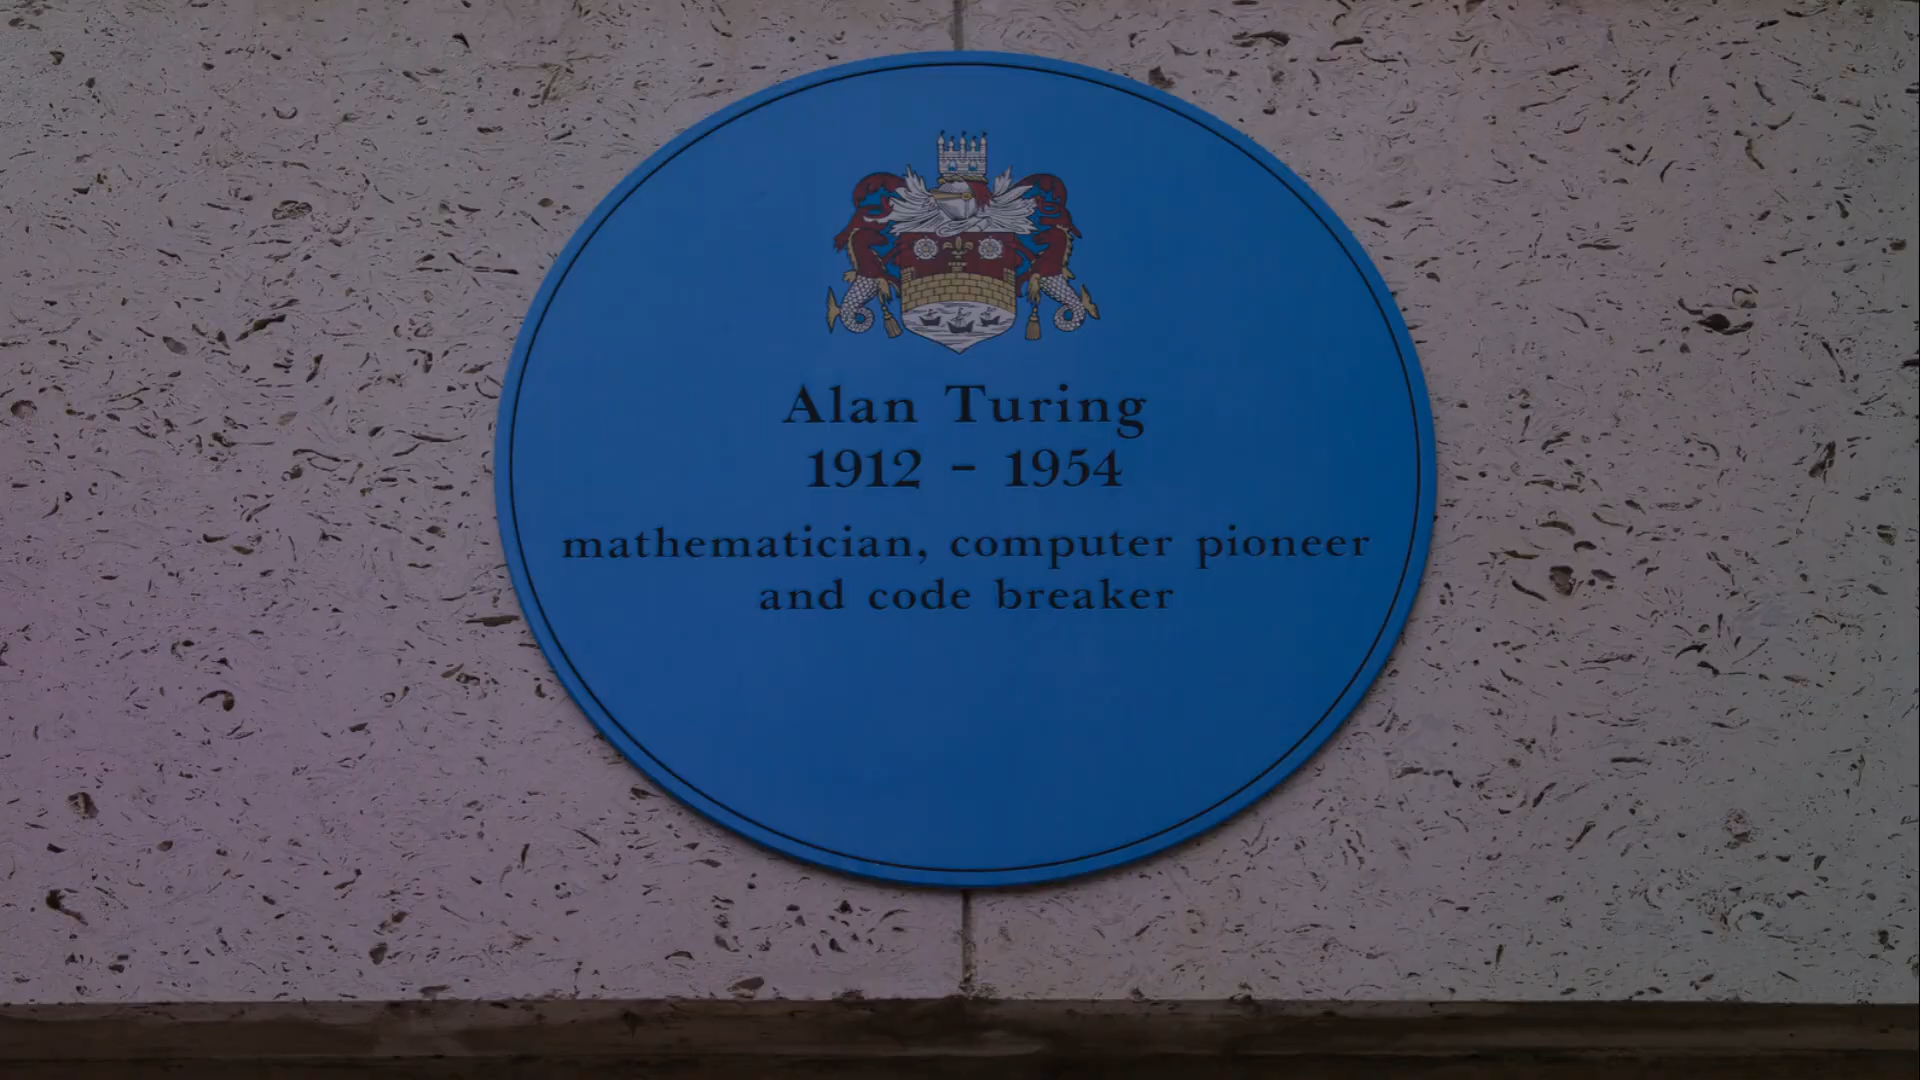 Alan Turing
1912 - 1954
mathematician, computer pioneer
and code breaker